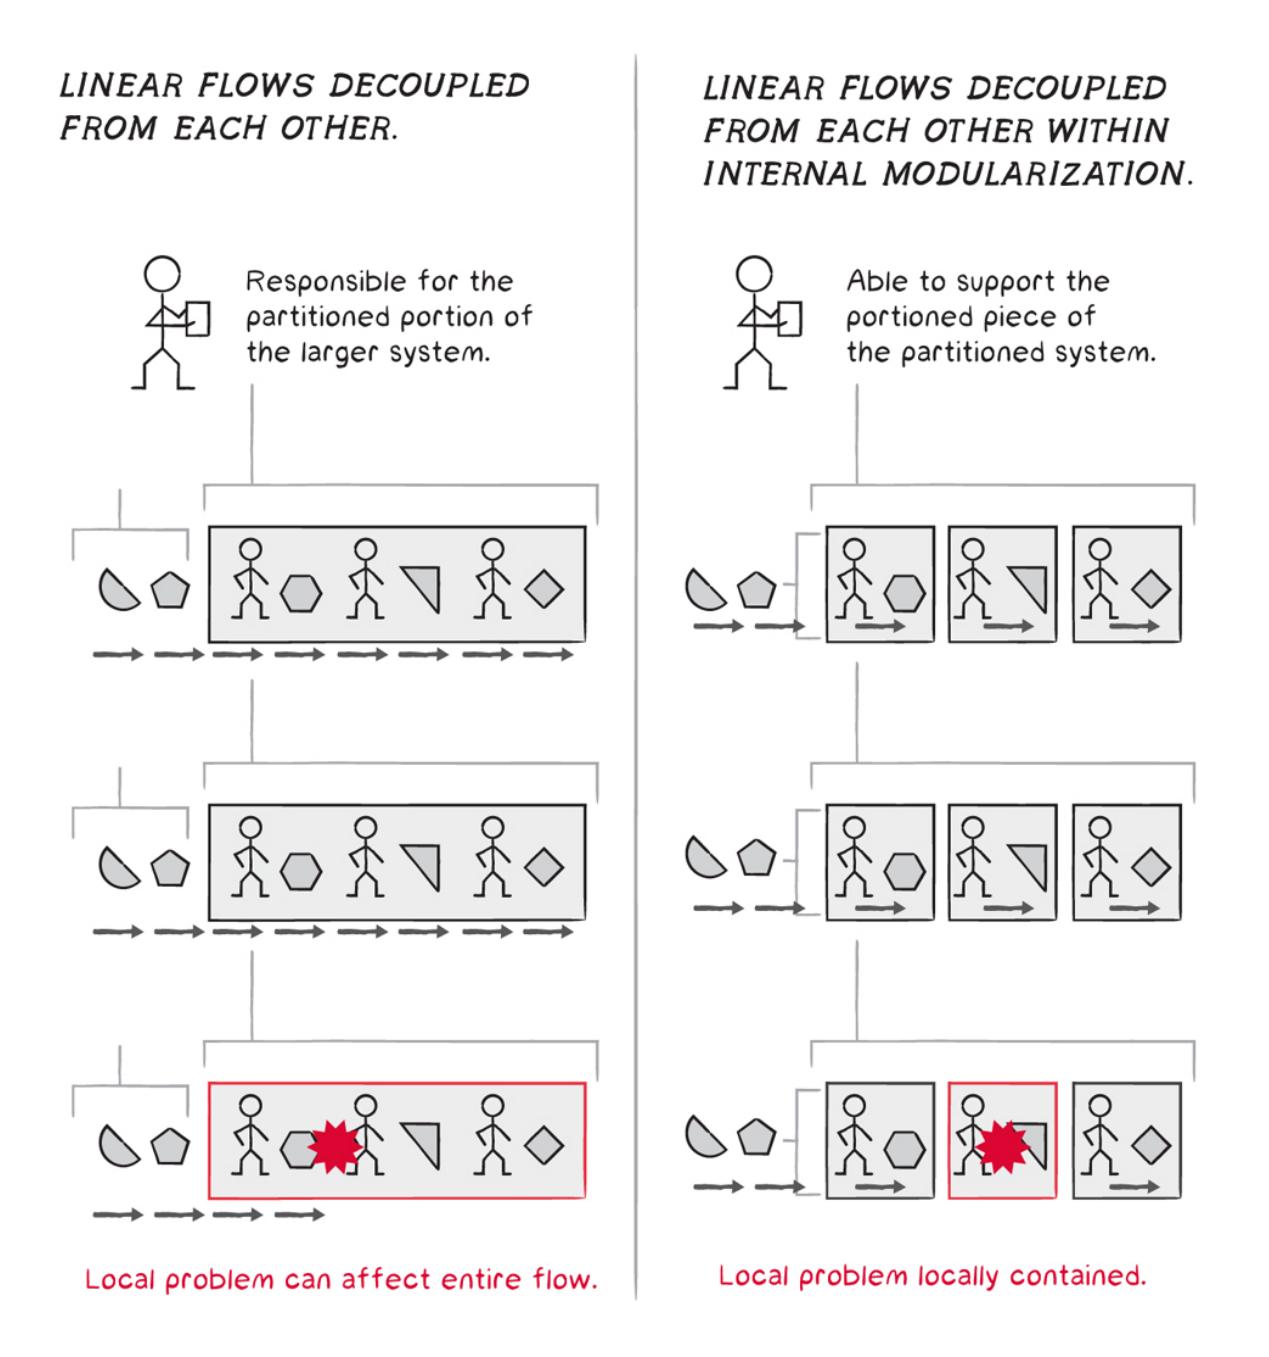 LINEAR FLOWS DECOUPLED
FROM EACH OTHER.
Responsible for the
partitioned portion of
the larger system.
Local problem can affect entire flow.
LINEAR FLOWS DECOUPLED
FROM EACH OTHER WITHIN
INTERNAL MODULARIZATION.
Able to support the
portioned piece of
the partitioned system.
Local problem locally contained.